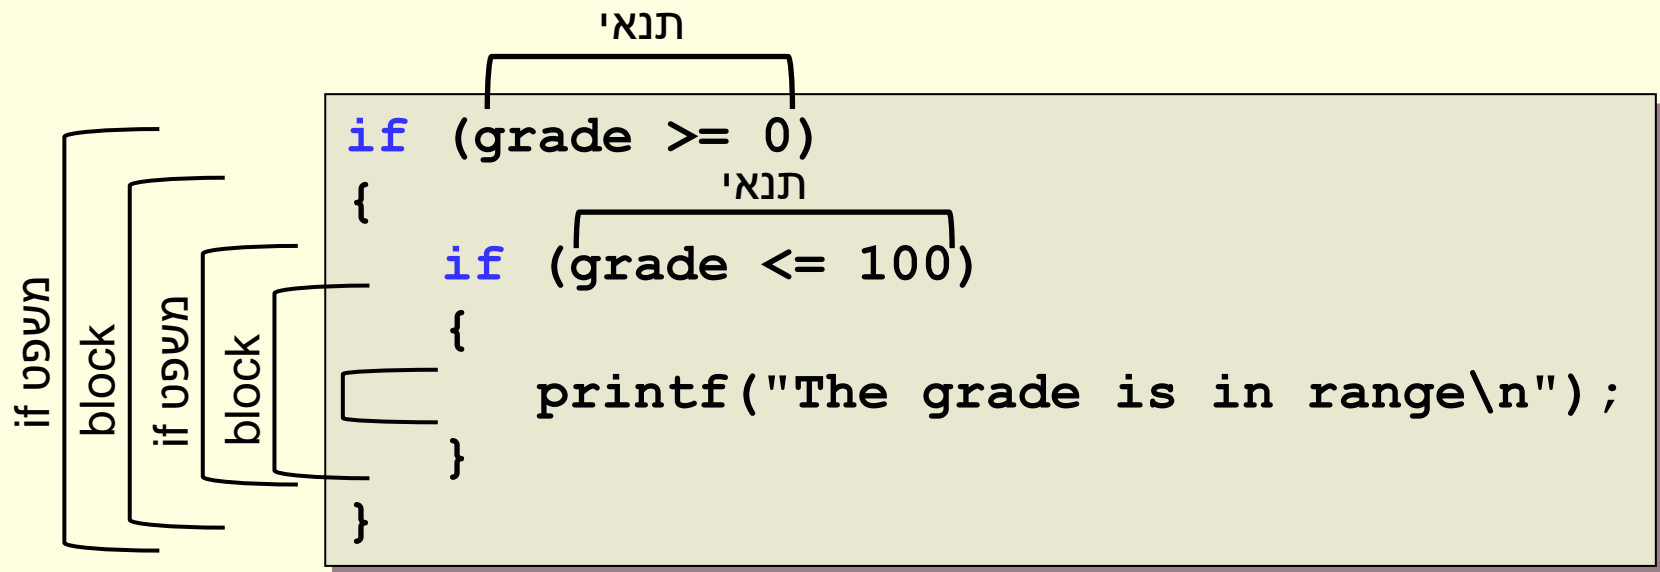 תנאי
if (grade >= 0)
{
תנאי
if (grade <= 100)
{
printf("The grade is in range\n");
}
}
משפט if
block
משפט if
block